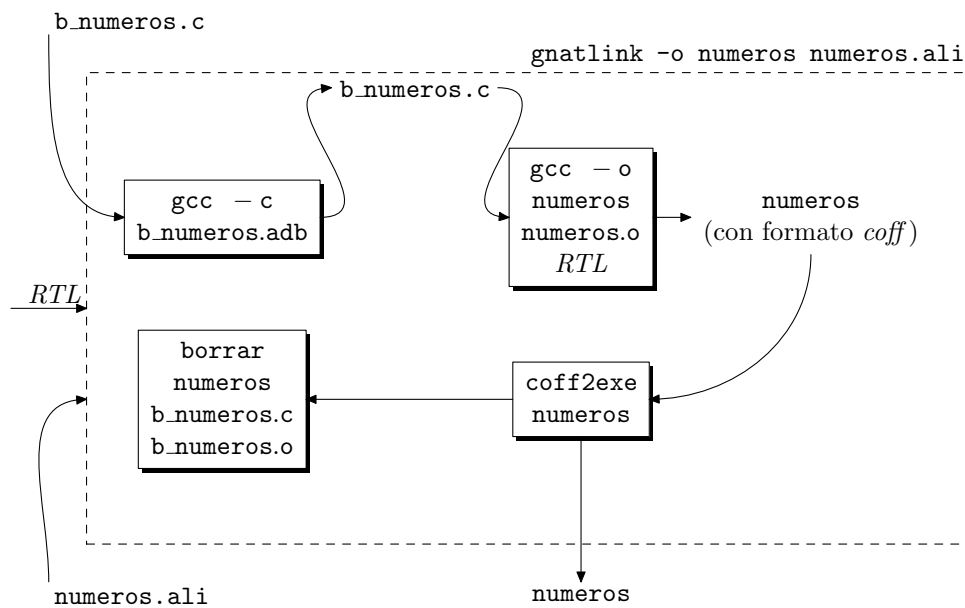 b_numeros.c
gnatlink -o numeros numeros.ali
b_numeros.c
gcc −c
b_numeros.adb
gcc −o
numeros
numeros.o
RTL
numeros
(con formato coff)
RTL
borrar
numeros
b_numeros.c
b_numeros.o
coff2exe
numeros
numeros.ali
numeros